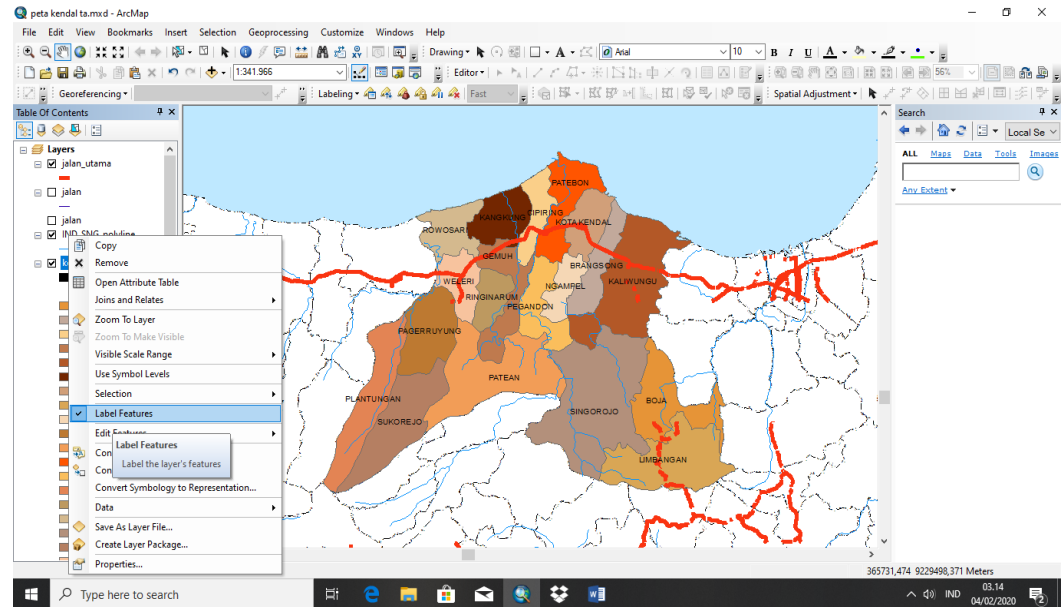 peta kendal ta.mxd - ArcMap
File Edit View Bookmarks Insert Selection Geoprocessing Customize Windows Help
Drawing Arial 10 B I U A
1:341.966 Editor 56%
Georeferencing Labeling Fast Spatial Adjustment
Table Of Contents
Layers
jalan_utama
jalan
jalan
IND_SNG_polyline
Copy
Remove
Open Attribute Table
Joins and Relates
Zoom To Layer
Zoom To Make Visible
Visible Scale Range
Use Symbol Levels
Selection
Label Features
Edit Features
Label Features
Con
Label the layer's features
Con
Convert Symbology to Representation...
Data
Save As Layer File...
Create Layer Package...
Properties...
PATEBON
KANGKUNG
CIPIRING
KOTA KENDAL
ROWOSARI
GEMUH
BRANGSONG
WELERI
NGAMPEL
KALIWUNGU
RINGINARUM
PEGANDON
PAGERRUYUNG
PATEAN
PLANTUNGAN
SUKOREJO
SINGOROJO
BOJA
LIMBANGAN
Search
Local Se
ALL Maps Data Tools Images
Any Extent
365731,474 9229498,371 Meters
Type here to search
IND
03.14
04/02/2020
2